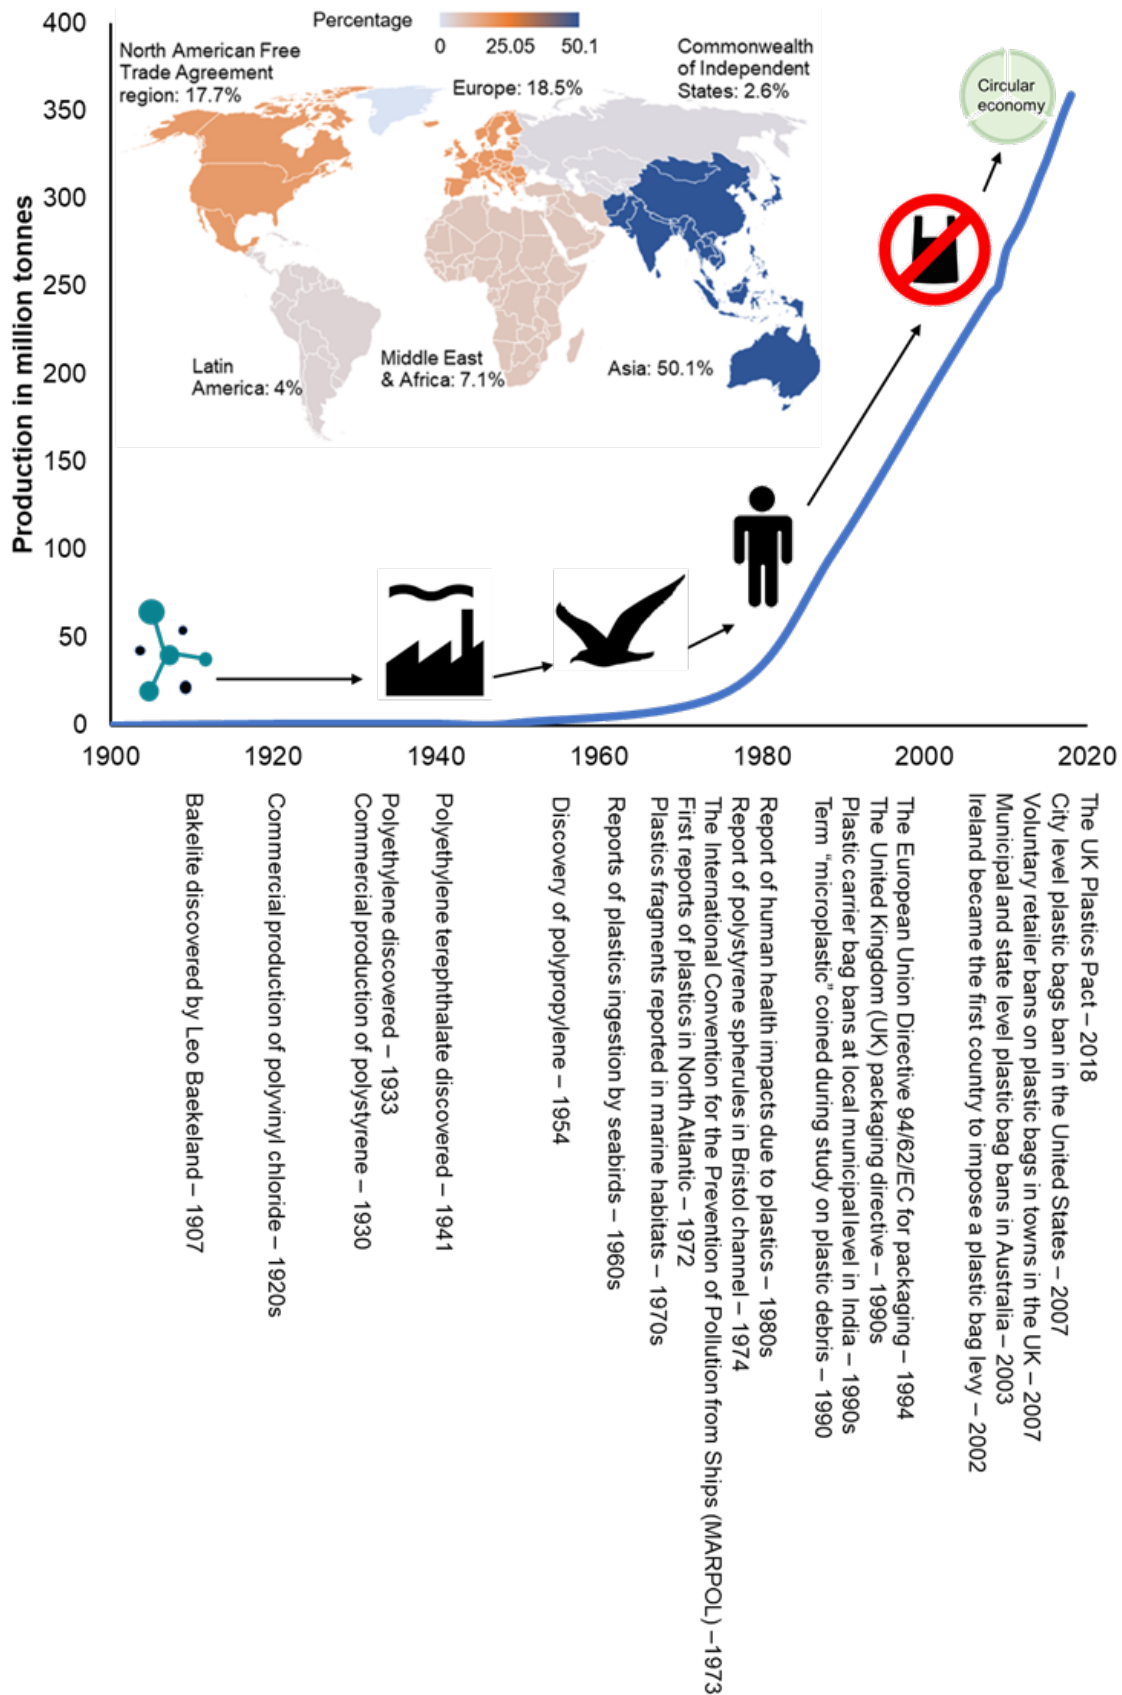 Percentage
0 25.05 50.1
North American Free
Trade Agreement
region: 17.7%
Europe: 18.5%
Commonwealth
of Independent
States: 2.6%
Latin
America: 4%
Middle East
& Africa: 7.1%
Asia: 50.1%
Circular
economy
Production in million tonnes
400
350
300
250
200
150
100
50
0
1900 1920 1940 1960 1980 2000 2020
Bakelite discovered by Leo Baekeland – 1907
Commercial production of polyvinyl chloride – 1920s
Commercial production of polystyrene – 1930
Polyethylene discovered – 1933
Polyethylene terephthalate discovered – 1941
Discovery of polypropylene – 1954
Reports of plastics ingestion by seabirds – 1960s
Plastics fragments reported in marine habitats – 1970s
First reports of plastics in North Atlantic – 1972
The International Convention for the Prevention of Pollution from Ships (MARPOL) –1973
Report of polystyrene spherules in Bristol channel – 1974
Report of human health impacts due to plastics – 1980s
Term “microplastic” coined during study on plastic debris – 1990
Plastic carrier bag bans at local municipal level in India – 1990s
The United Kingdom (UK) packaging directive – 1990s
The European Union Directive 94/62/EC for packaging – 1994
Ireland became the first country to impose a plastic bag levy – 2002
Municipal and state level plastic bag bans in Australia – 2003
Voluntary retailer bans on plastic bags in towns in the UK – 2007
City level plastic bags ban in the United States – 2007
The UK Plastics Pact – 2018